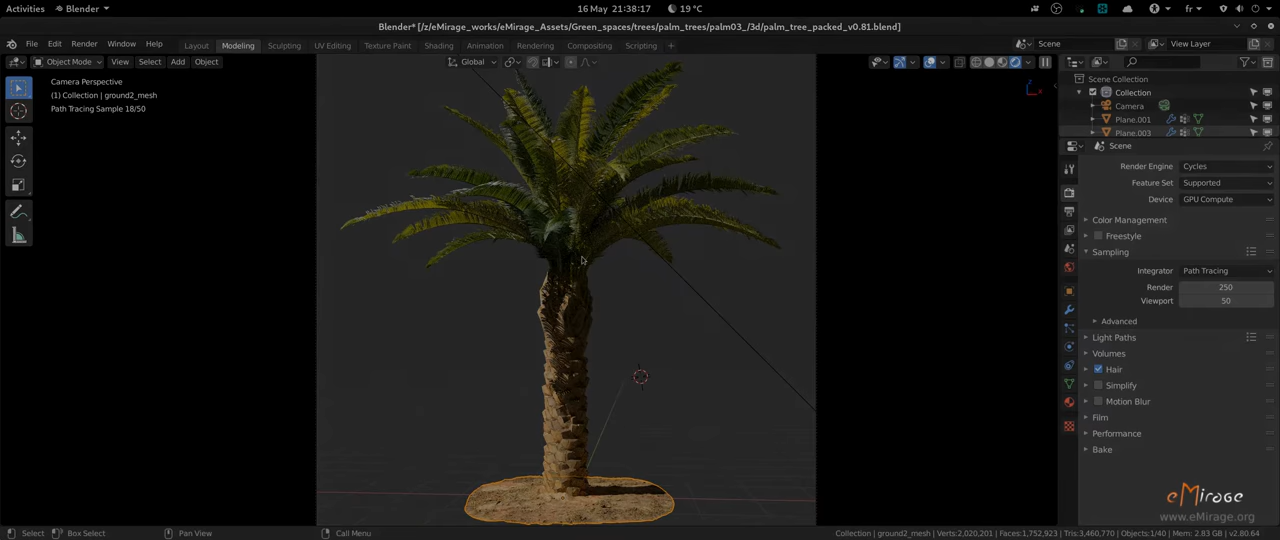 Activities Blender 16 May 21:38:17 19 °C fr
Blender* [/z/eMirage_works/eMirage_Assets/Green_spaces/trees/palm_trees/palm03_/3d/palm_tree_packed_v0.81.blend]
File Edit Render Window Help Layout Modeling Sculpting UV Editing Texture Paint Shading Animation Rendering Compositing Scripting + Scene View Layer
Object Mode View Select Add Object Global
Camera Perspective
(1) Collection | ground2_mesh
Path Tracing Sample 18/50
Scene Collection
Collection
Camera
Plane.001
Plane.003
Scene
Render Engine Cycles
Feature Set Supported
Device GPU Compute
Color Management
Freestyle
Sampling
Integrator Path Tracing
Render 250
Viewport 50
Advanced
Light Paths
Volumes
Hair
Simplify
Motion Blur
Film
Performance
Bake
eMirage
www.eMirage.org
Select Box Select Pan View Call Menu Collection | ground2_mesh | Verts:2,020,201 | Faces:1,752,923 | Tris:3,460,770 | Objects:1/40 | Mem: 2.83 GB | v2.80.64